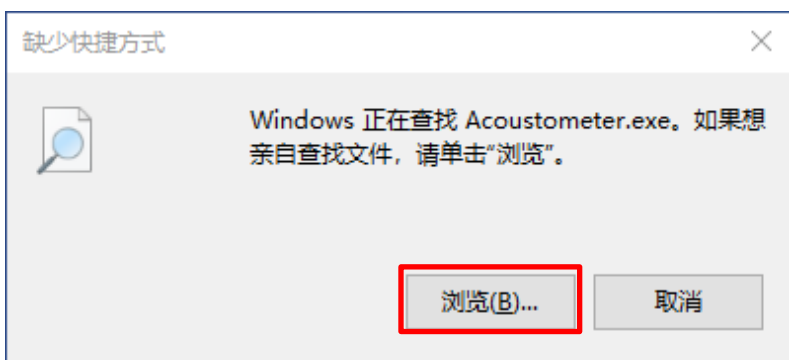 缺少快捷方式
Windows 正在查找 Acoustometer.exe。如果想
亲自查找文件，请单击“浏览”。
浏览(B)...
取消